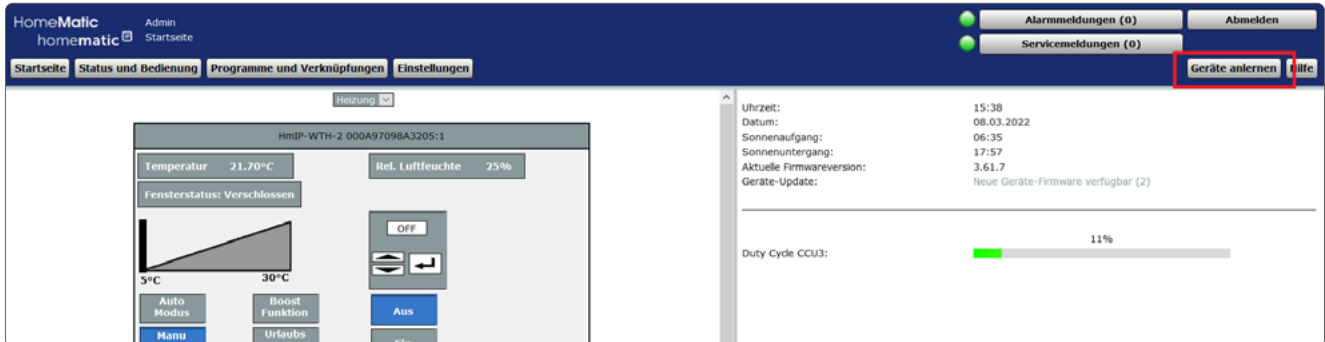 HomeMatic
homematic
Admin
Startseite
Alarmmeldungen (0)
Abmelden
Servicemeldungen (0)
Startseite
Status und Bedienung
Programme und Verknüpfungen
Einstellungen
Geräte anlernen
Hilfe
Heizung
HmIP-WTH-2 000A97098A3205:1
Temperatur 21.70°C
Rel. Luftfeuchte 25%
Fensterstatus: Verschlossen
OFF
5°C
30°C
Auto
Modus
Boost
Funktion
Aus
Manu
Urlaubs
Uhrzeit: 15:38
Datum: 08.03.2022
Sonnenaufgang: 06:35
Sonnenuntergang: 17:57
Aktuelle Firmwareversion: 3.61.7
Geräte-Update: Neue Geräte-Firmware verfügbar (2)
11%
Duty Cycle CCU3: